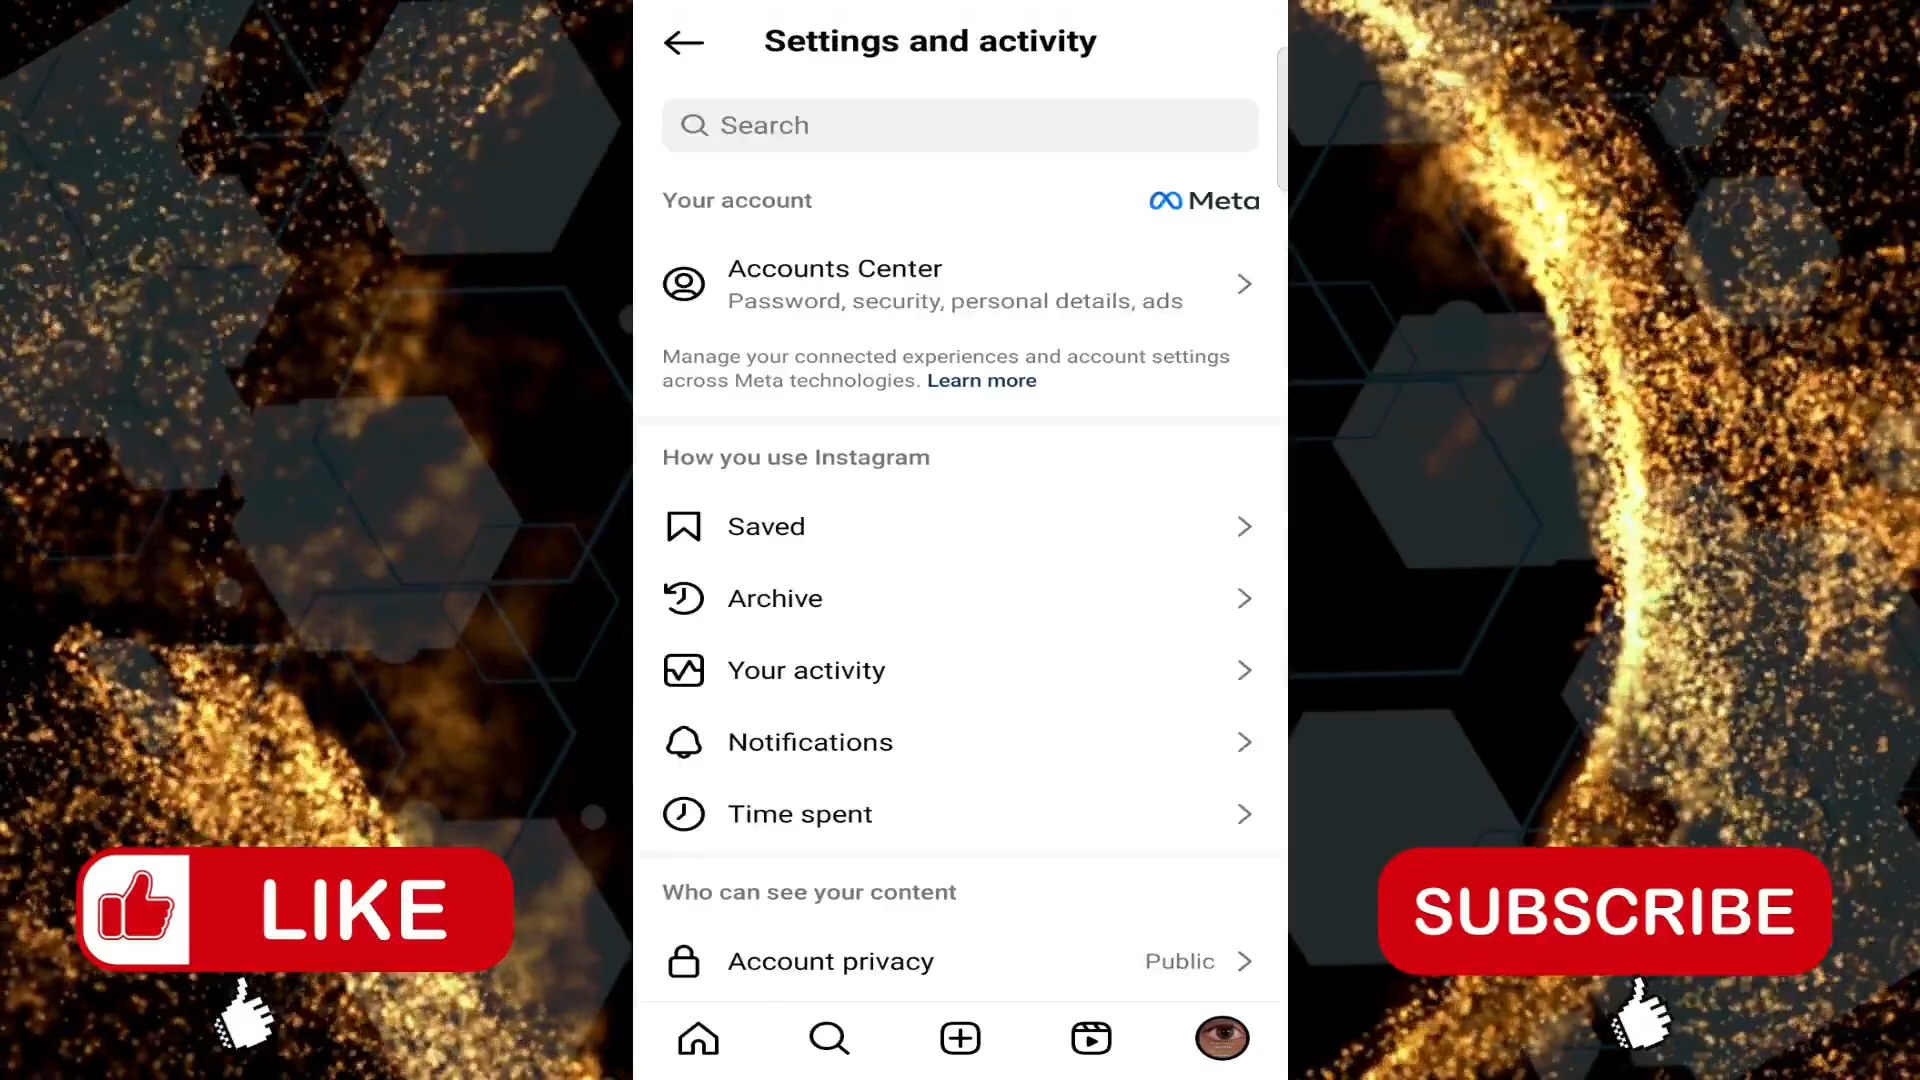 Settings and activity
Search
Your account
Meta
Accounts Center
Password, security, personal details, ads
Manage your connected experiences and account settings
across Meta technologies. Learn more
How you use Instagram
Saved
Archive
Your activity
Notifications
Time spent
Who can see your content
Account privacy Public
LIKE
SUBSCRIBE